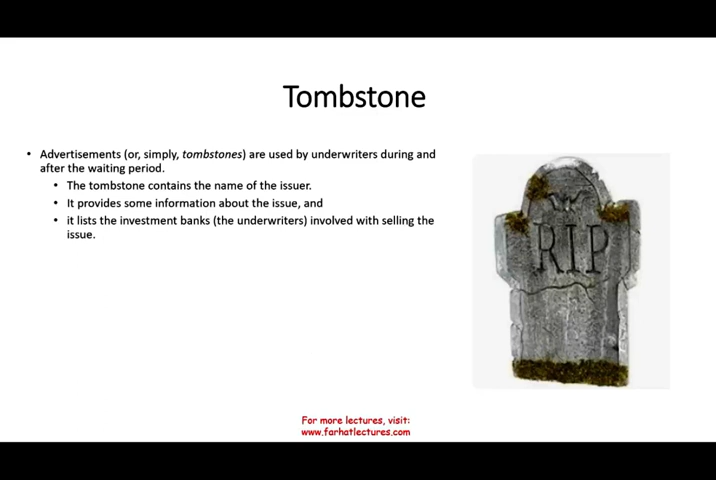 Tombstone
• Advertisements (or, simply, tombstones) are used by underwriters during and
after the waiting period.
• The tombstone contains the name of the issuer.
• It provides some information about the issue, and
• it lists the investment banks (the underwriters) involved with selling the
issue.
RIP
For more lectures, visit:
www.farhatlectures.com